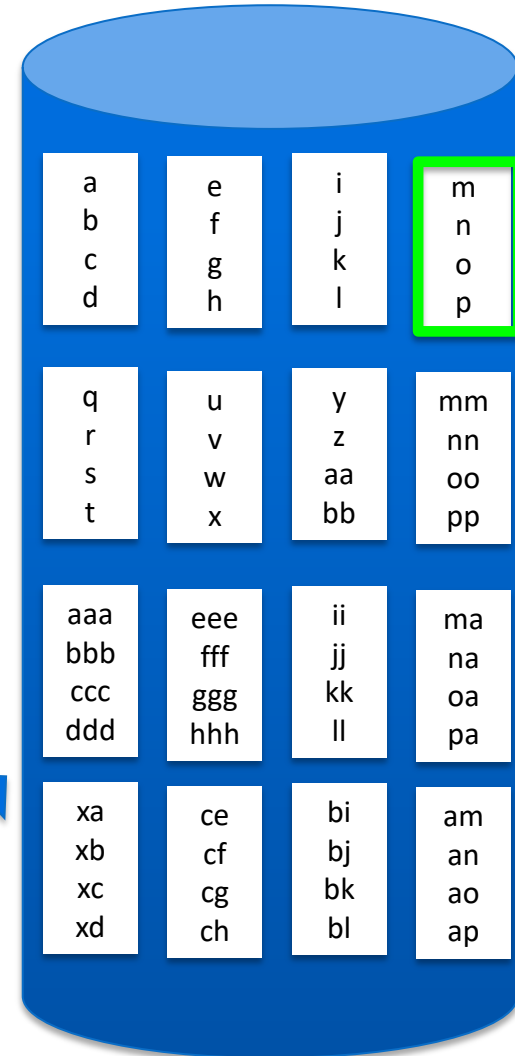 a
b
c
d
e
f
g
h
i
j
k
l
m
n
o
p
q
r
s
t
u
v
w
x
y
z
aa
bb
mm
nn
oo
pp
aaa
bbb
ccc
ddd
eee
fff
ggg
hhh
ii
jj
kk
ll
ma
na
oa
pa
xa
xb
xc
xd
ce
cf
cg
ch
bi
bj
bk
bl
am
an
ao
ap